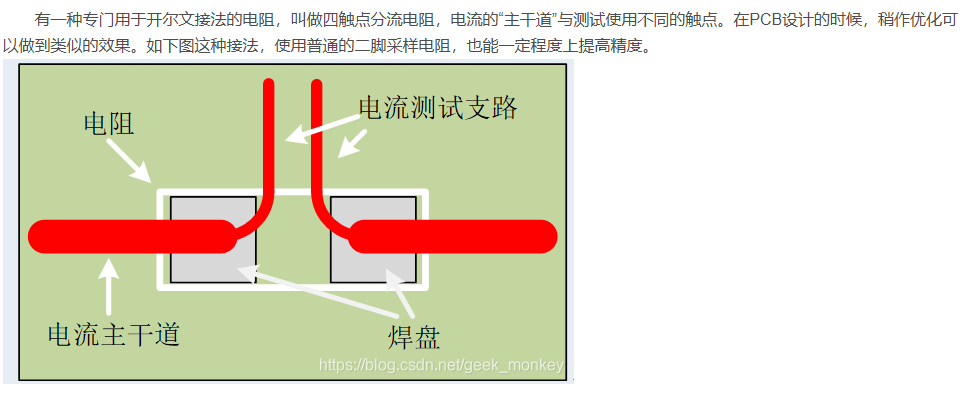 有一种专门用于开尔文接法的电阻，叫做四触点分流电阻，电流的“主干道”与测试使用不同的触点。在PCB设计的时候，稍作优化可
以做到类似的效果。如下图这种接法，使用普通的二脚采样电阻，也能一定程度上提高精度。
电流测试支路
电阻
电流主干道
焊盘
https://blog.csdn.net/geek_monkey